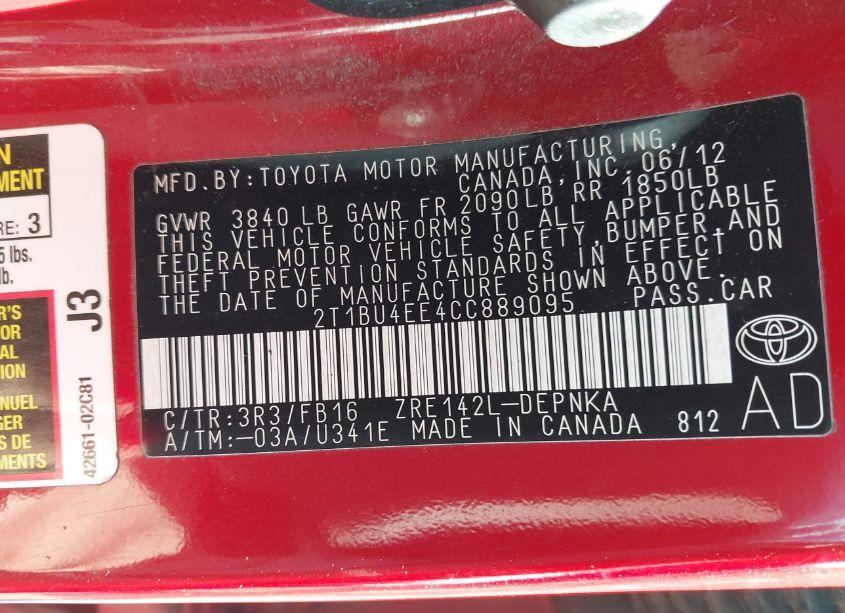 N
MENT
RE: 3
5 lbs.
lb.
R'S
OR
AL
ION
NUEL
GER
S DE
EMENTS
J3
42661-02C81
MFD. BY:TOYOTA MOTOR MANUFACTURING,
CANADA, INC. 06/12
GVWR 3840 LB GAWR FR 2090LB RR 1850LB
THIS VEHICLE CONFORMS TO ALL APPLICABLE
FEDERAL MOTOR VEHICLE SAFETY,BUMPER,AND
THEFT PREVENTION STANDARDS IN EFFECT ON
THE DATE OF MANUFACTURE SHOWN ABOVE.
2T1BU4EE4CC889095 PASS.CAR
C/TR:3R3/FB16 ZRE142L-DEPNKA
A/TM:-03A/U341E MADE IN CANADA 812
AD